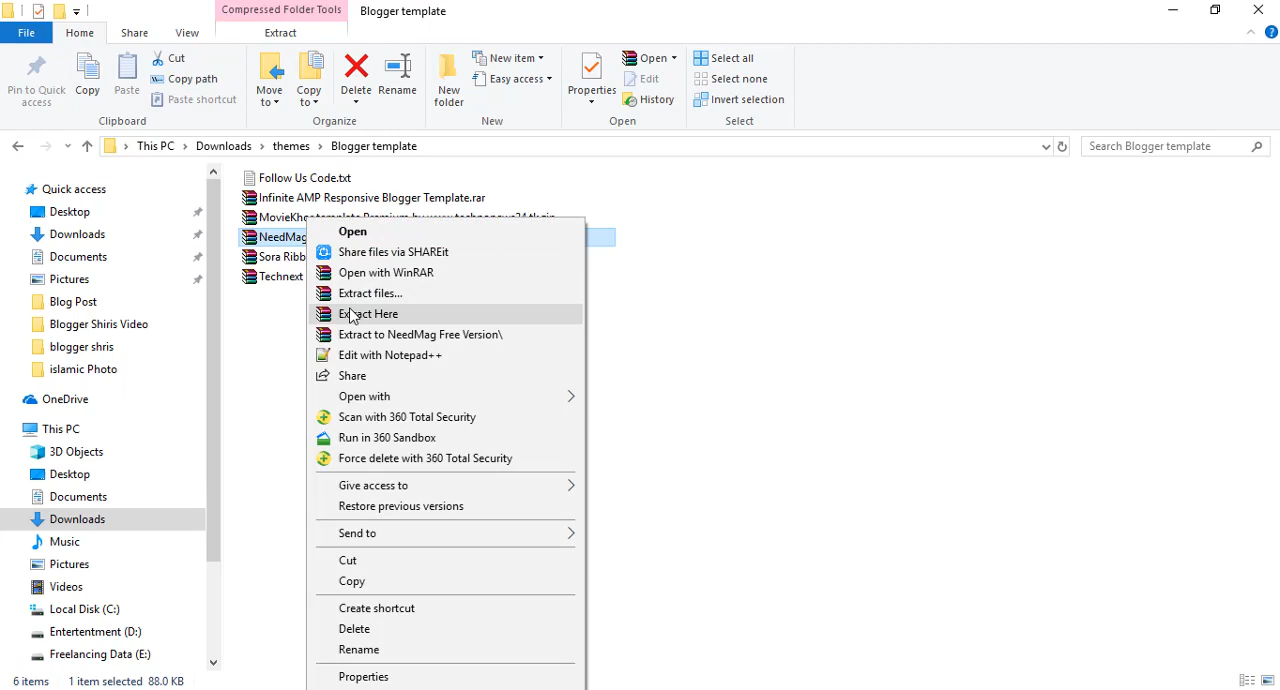 Compressed Folder Tools
Blogger template
File
Home
Share
View
Extract
Pin to Quick access
Copy
Paste
Cut
Copy path
Paste shortcut
Clipboard
Move to
Copy to
Delete
Rename
Organize
New folder
New item
Easy access
New
Properties
Open
Edit
History
Open
Select all
Select none
Invert selection
Select
This PC > Downloads > themes > Blogger template
Search Blogger template
Quick access
Desktop
Downloads
Documents
Pictures
Blog Post
Blogger Shiris Video
blogger shris
islamic Photo
OneDrive
This PC
3D Objects
Desktop
Documents
Downloads
Music
Pictures
Videos
Local Disk (C:)
Entertentment (D:)
Freelancing Data (E:)
Follow Us Code.txt
Infinite AMP Responsive Blogger Template.rar
NeedMag
Sora Ribb
Technext
Open
Share files via SHAREit
Open with WinRAR
Extract files...
Extract Here
Extract to NeedMag Free Version\
Edit with Notepad++
Share
Open with
Scan with 360 Total Security
Run in 360 Sandbox
Force delete with 360 Total Security
Give access to
Restore previous versions
Send to
Cut
Copy
Create shortcut
Delete
Rename
Properties
6 items
1 item selected 88.0 KB